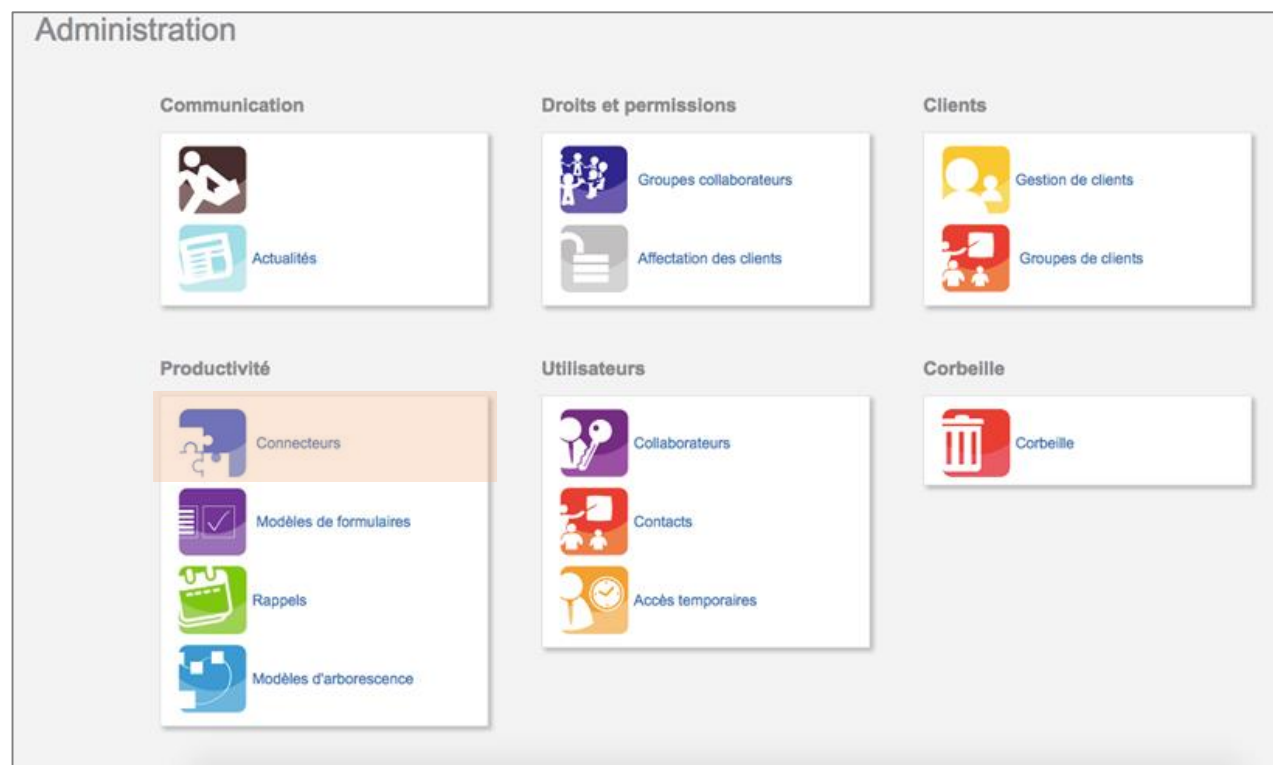 Administration
Communication
Actualités
Droits et permissions
Groupes collaborateurs
Affectation des clients
Clients
Gestion de clients
Groupes de clients
Productivité
Connecteurs
Modèles de formulaires
Rappels
Modèles d'arborescence
Utilisateurs
Collaborateurs
Contacts
Accès temporaires
Corbeille
Corbeille